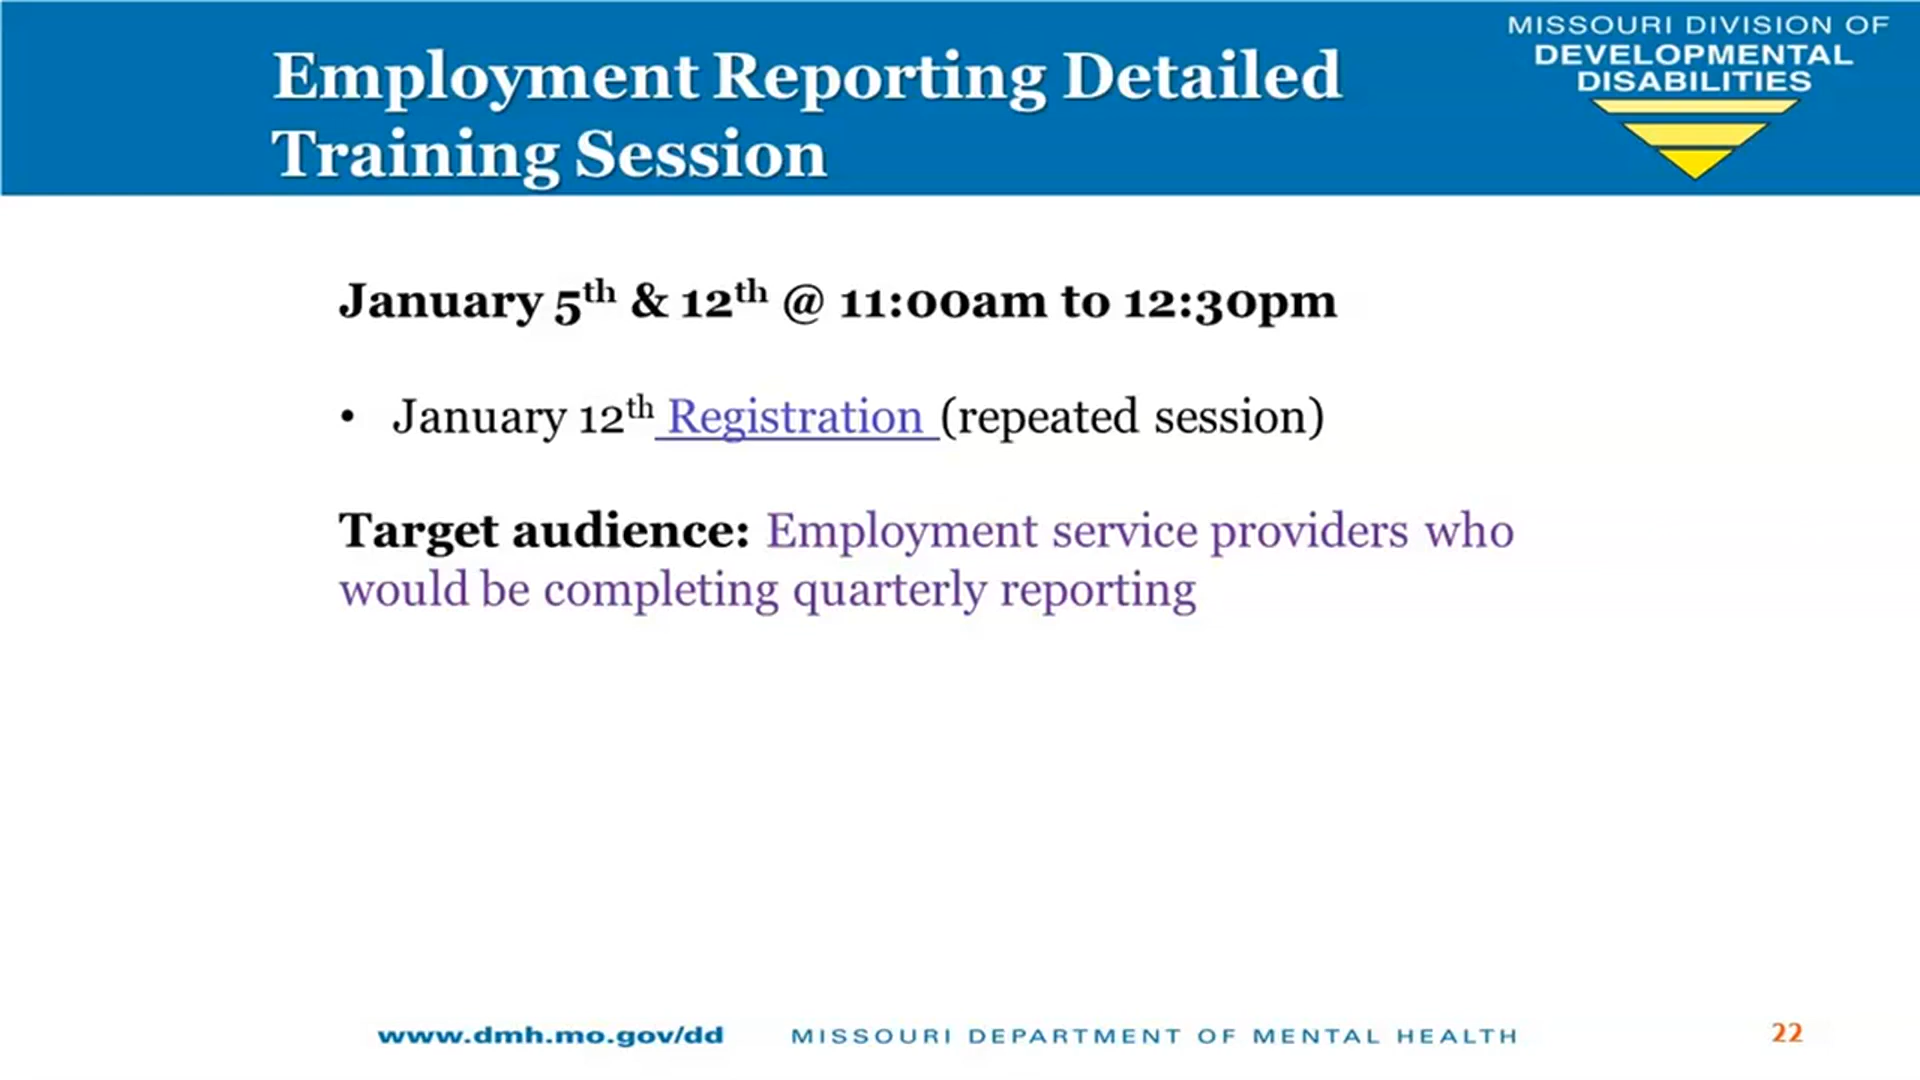 MISSOURI DIVISION OF
DEVELOPMENTAL
DISABILITIES
Employment Reporting Detailed
Training Session
January 5th & 12th @ 11:00am to 12:30pm
• January 12th Registration (repeated session)
Target audience: Employment service providers who
would be completing quarterly reporting
www.dmh.mo.gov/dd MISSOURI DEPARTMENT OF MENTAL HEALTH 22